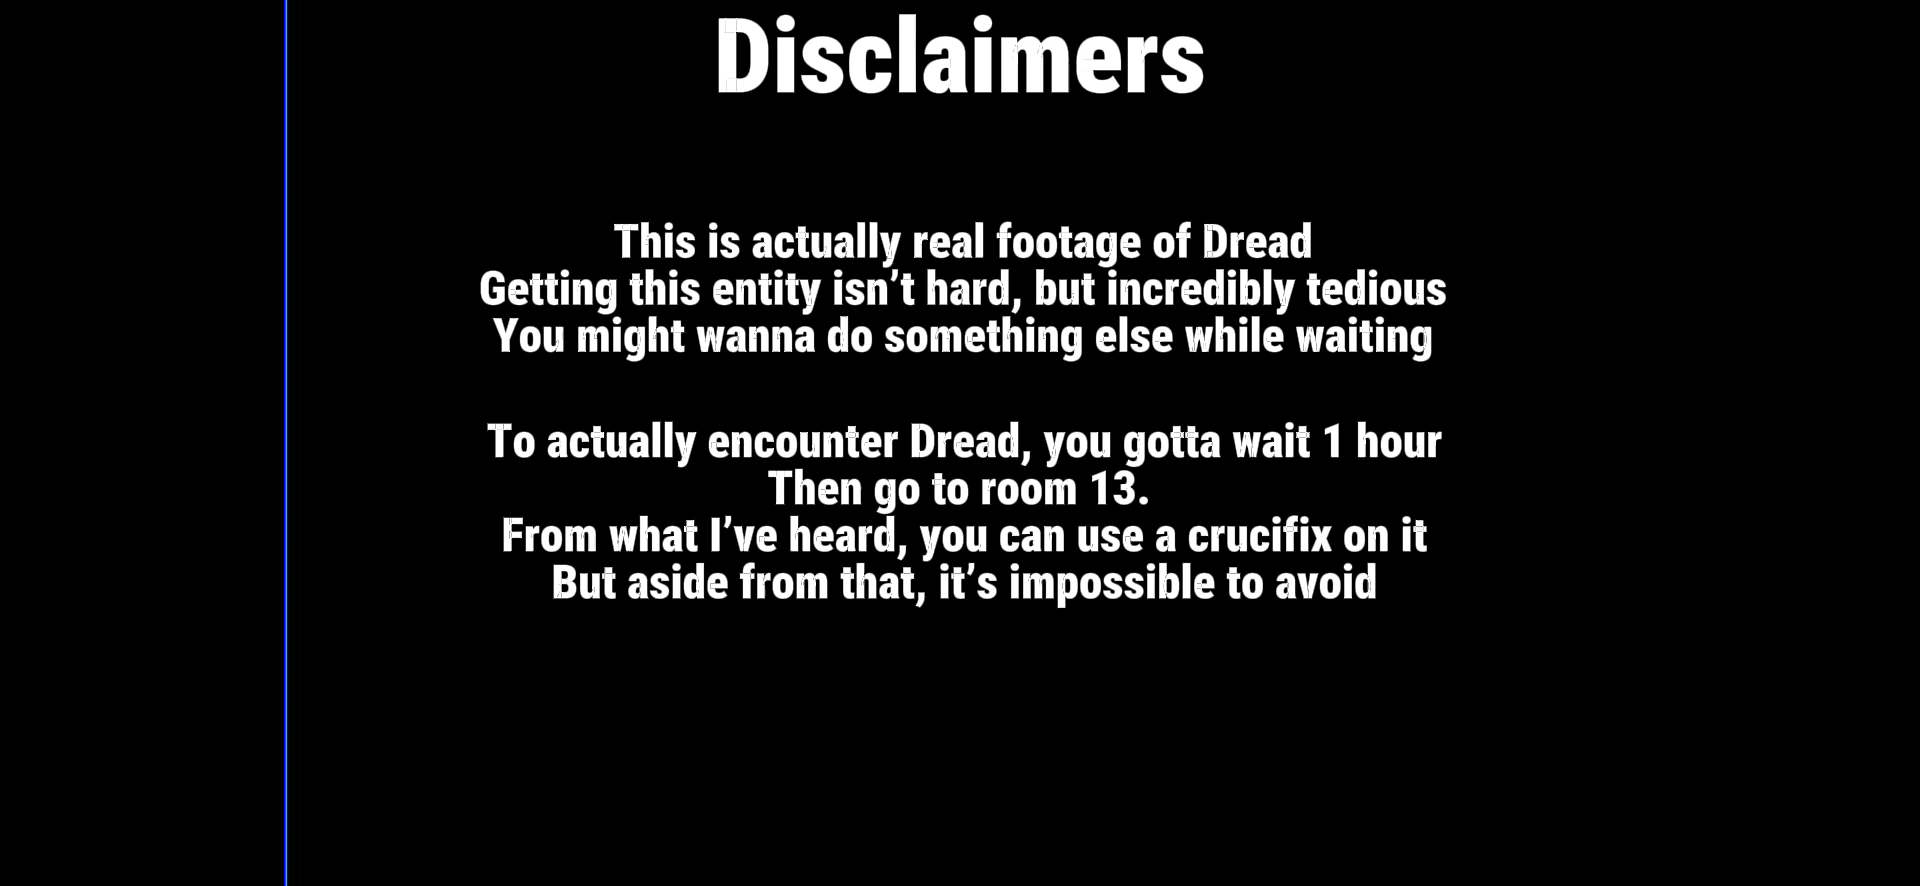 Disclaimers
This is actually real footage of Dread
Getting this entity isn’t hard, but incredibly tedious
You might wanna do something else while waiting
To actually encounter Dread, you gotta wait 1 hour
Then go to room 13.
From what I’ve heard, you can use a crucifix on it
But aside from that, it’s impossible to avoid